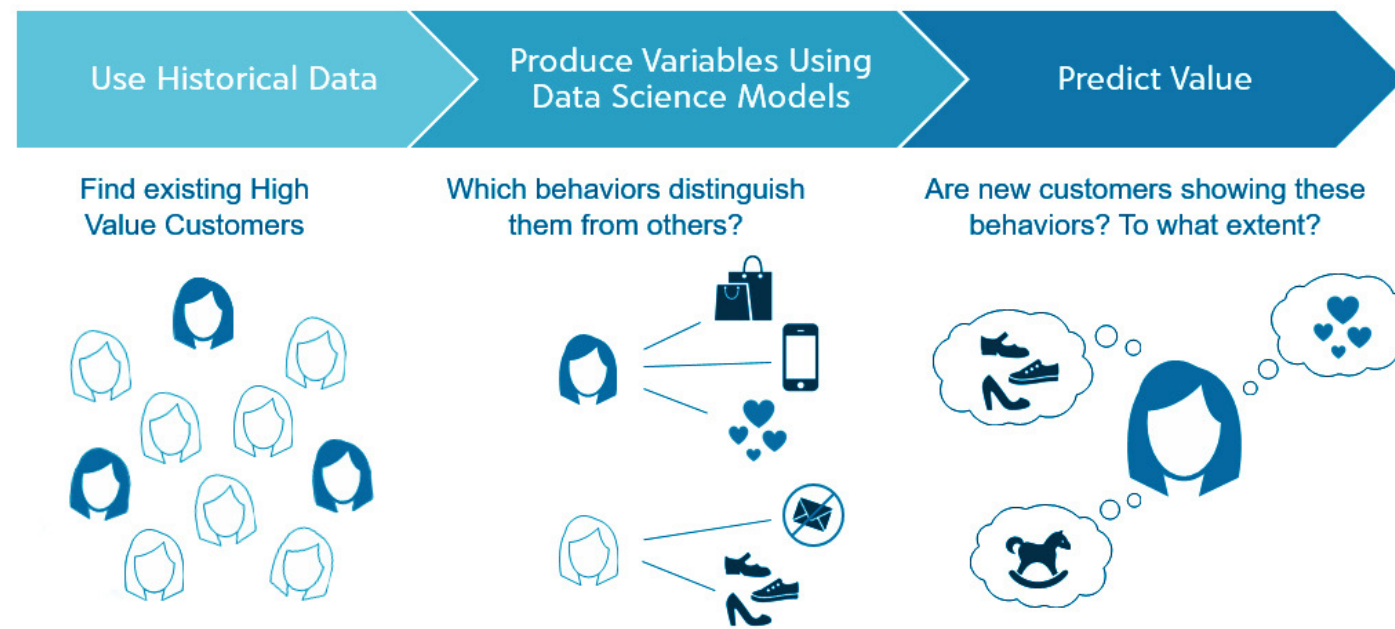 Use Historical Data
Produce Variables Using
Data Science Models
Predict Value
Find existing High
Value Customers
Which behaviors distinguish
them from others?
Are new customers showing these
behaviors? To what extent?